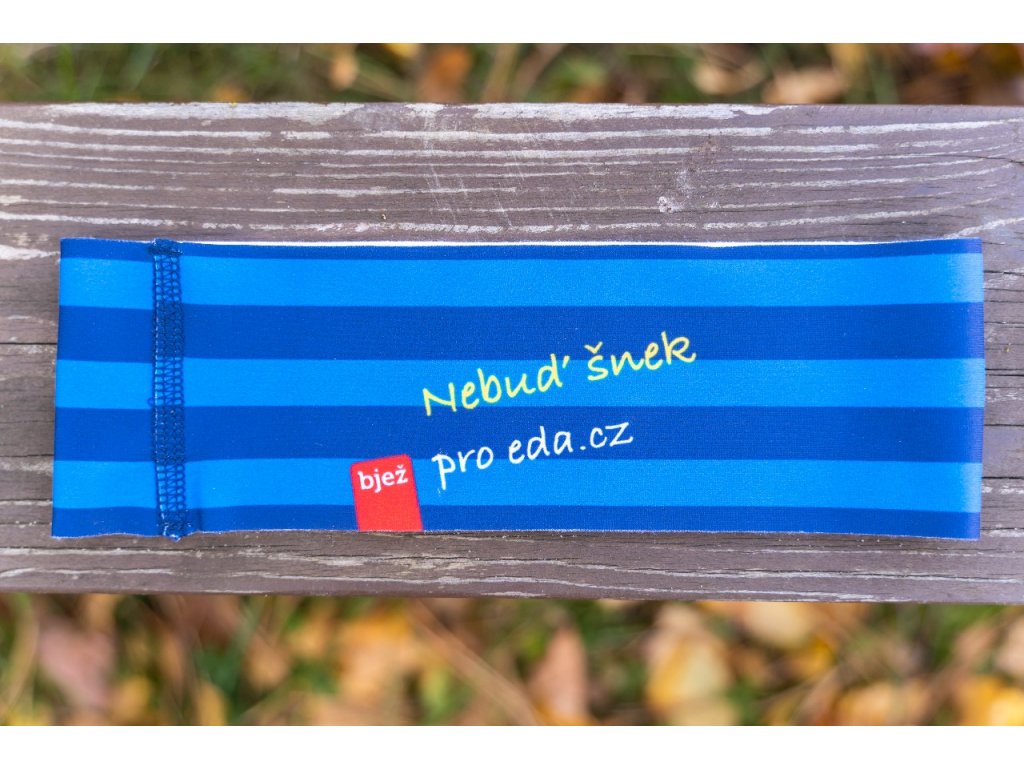 Nebuď šnek
pro eda.cz
bjež